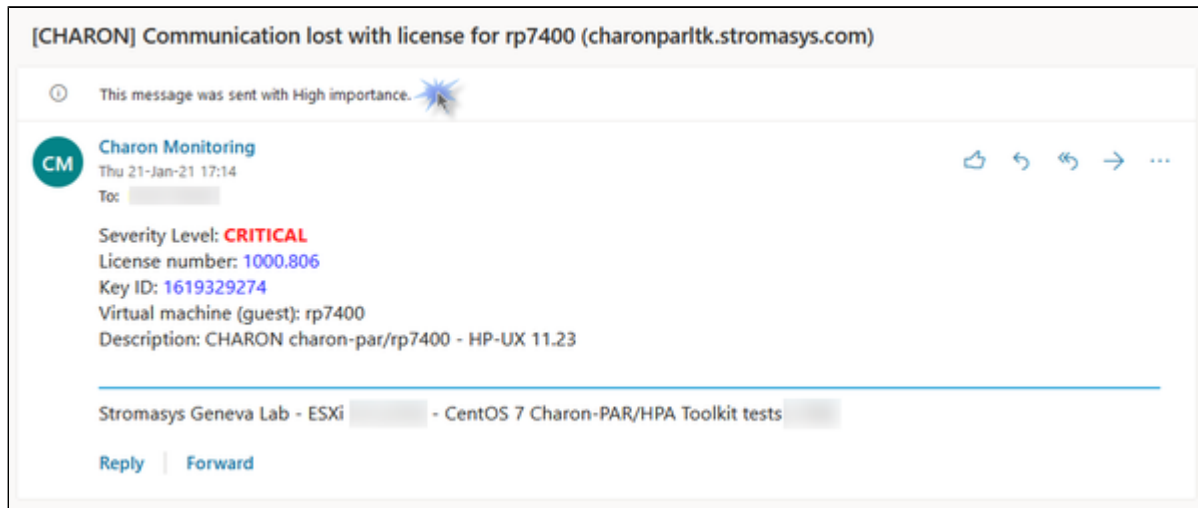 [CHARON] Communication lost with license for rp7400 (charonparltk.stromasys.com)
This message was sent with High importance.
CM
Charon Monitoring
Thu 21-Jan-21 17:14
To:
Severity Level: CRITICAL
License number: 1000.806
Key ID: 1619329274
Virtual machine (guest): rp7400
Description: CHARON charon-par/rp7400 - HP-UX 11.23
Stromasys Geneva Lab - ESXi - CentOS 7 Charon-PAR/HPA Toolkit tests
Reply Forward